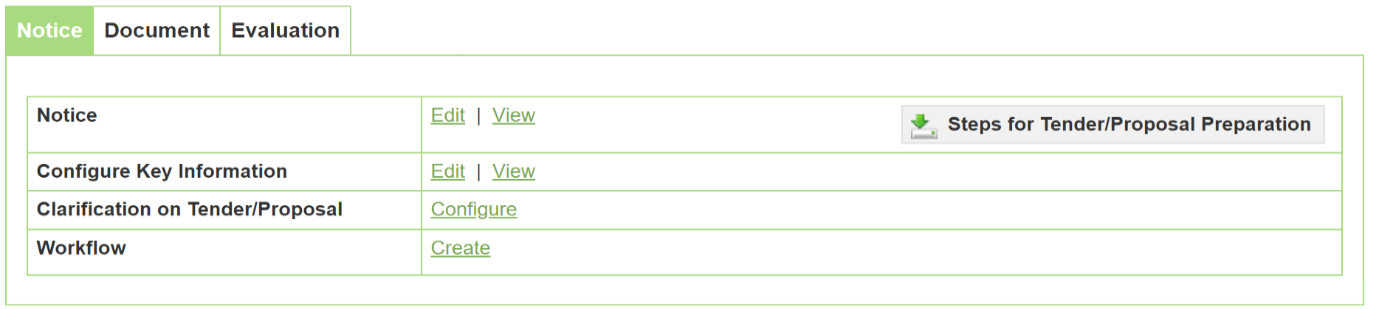 Notice Document Evaluation
Notice Edit | View Steps for Tender/Proposal Preparation
Configure Key Information Edit | View
Clarification on Tender/Proposal Configure
Workflow Create